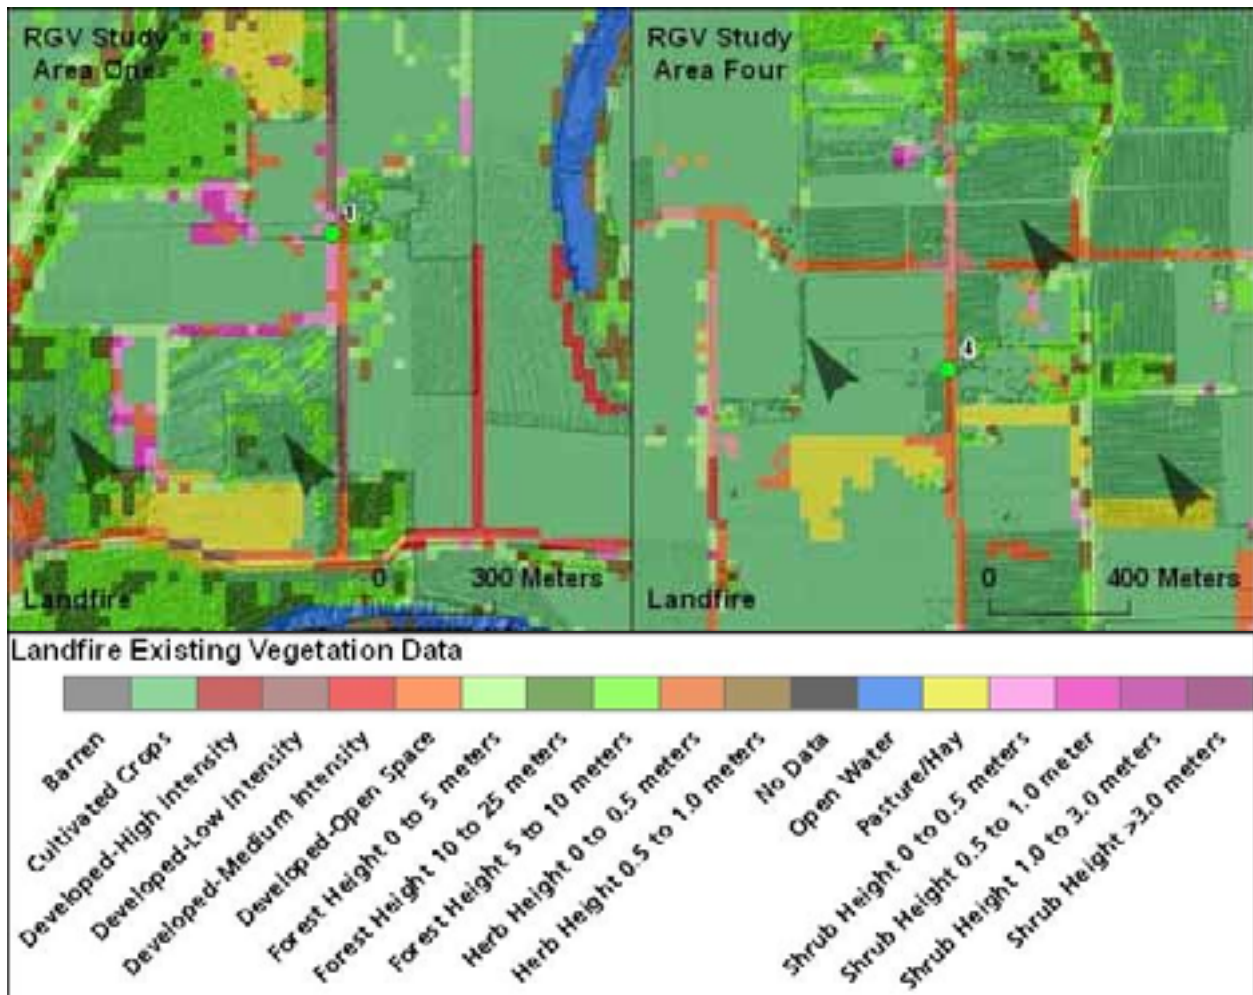 RGV Study
Area One
1
0
300 Meters
Landfire
RGV Study
Area Four
4
0
400 Meters
Landfire
Landfire Existing Vegetation Data
Barren
Cultivated Crops
Developed-High Intensity
Developed-Low Intensity
Developed-Medium Intensity
Developed-Open Space
Forest Height 0 to 5 meters
Forest Height 10 to 25 meters
Forest Height 5 to 10 meters
Herb Height 0 to 0.5 meters
Herb Height 0.5 to 1.0 meters
No Data
Open Water
Pasture/Hay
Shrub Height 0 to 0.5 meters
Shrub Height 0.5 to 1.0 meter
Shrub Height 1.0 to 3.0 meters
Shrub Height >3.0 meters